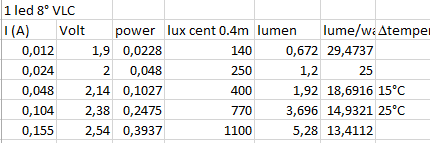 1 led 8° VLC
I (A) Volt power lux cent 0.4m lumen lume/wa Δtemper
0,012 1,9 0,0228 140 0,672 29,4737
0,024 2 0,048 250 1,2 25
0,048 2,14 0,1027 400 1,92 18,6916 15°C
0,104 2,38 0,2475 770 3,696 14,9321 25°C
0,155 2,54 0,3937 1100 5,28 13,4112